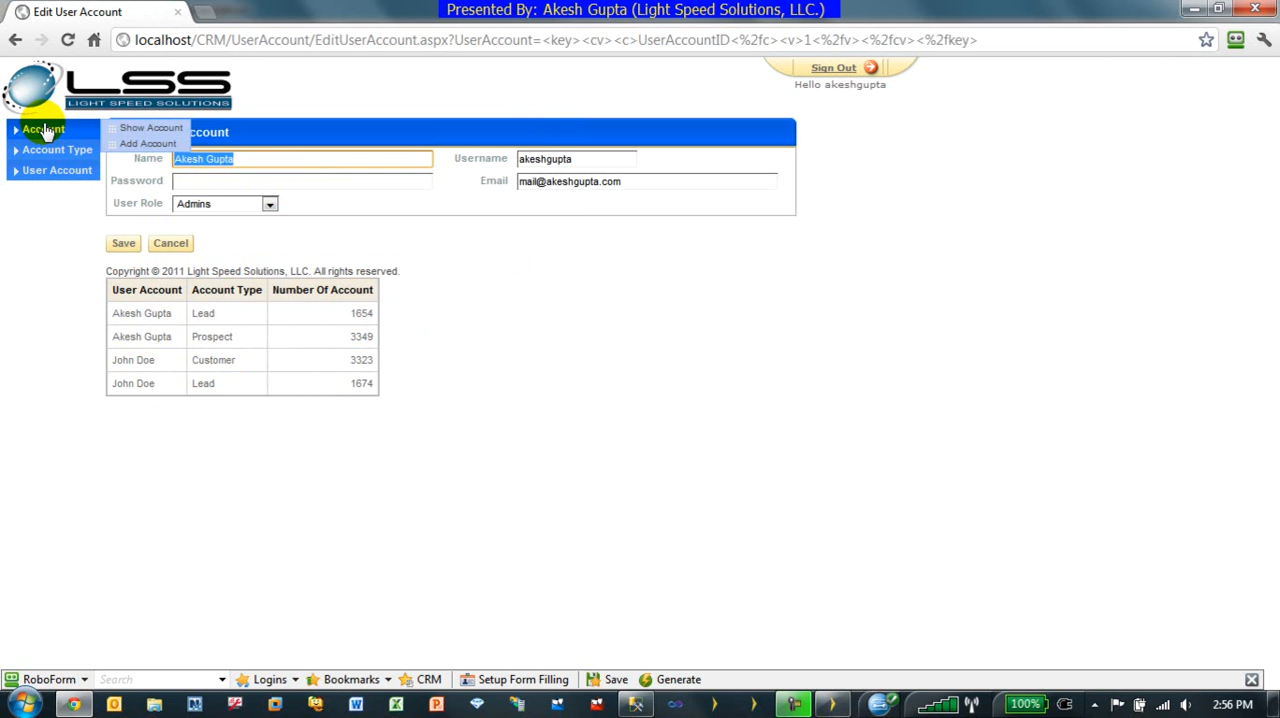 Presented By: Akesh Gupta (Light Speed Solutions, LLC.)
Edit User Account
localhost/CRM/UserAccount/EditUserAccount.aspx?UserAccount=<key><cv><c>UserAccountID<%2fc><v>1<%2fv><%2fcv><%2fkey>
LSS
LIGHT SPEED SOLUTIONS
Sign Out
Hello akeshgupta
Account
Account Type
User Account
Show Account
Add Account
ccount
Name Akesh Gupta Username akeshgupta
Password Email mail@akeshgupta.com
User Role Admins
Save Cancel
Copyright © 2011 Light Speed Solutions, LLC. All rights reserved.
User Account Account Type Number Of Account
Akesh Gupta Lead 1654
Akesh Gupta Prospect 3349
John Doe Customer 3323
John Doe Lead 1674
RoboForm Search Logins Bookmarks CRM Setup Form Filling Save Generate
100% 2:56 PM